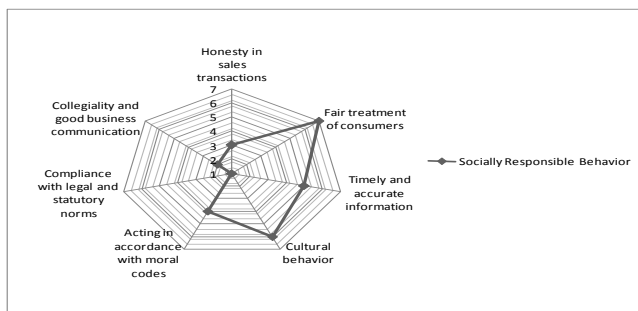 Honesty in
sales
transactions
7
6
5
4
3
2
1
Fair treatment
of consumers
Timely and
accurate
information
Cultural
behavior
Acting in
accordance
with moral
codes
Compliance
with legal and
statutory
norms
Collegiality and
good business
communication
Socially Responsible Behavior